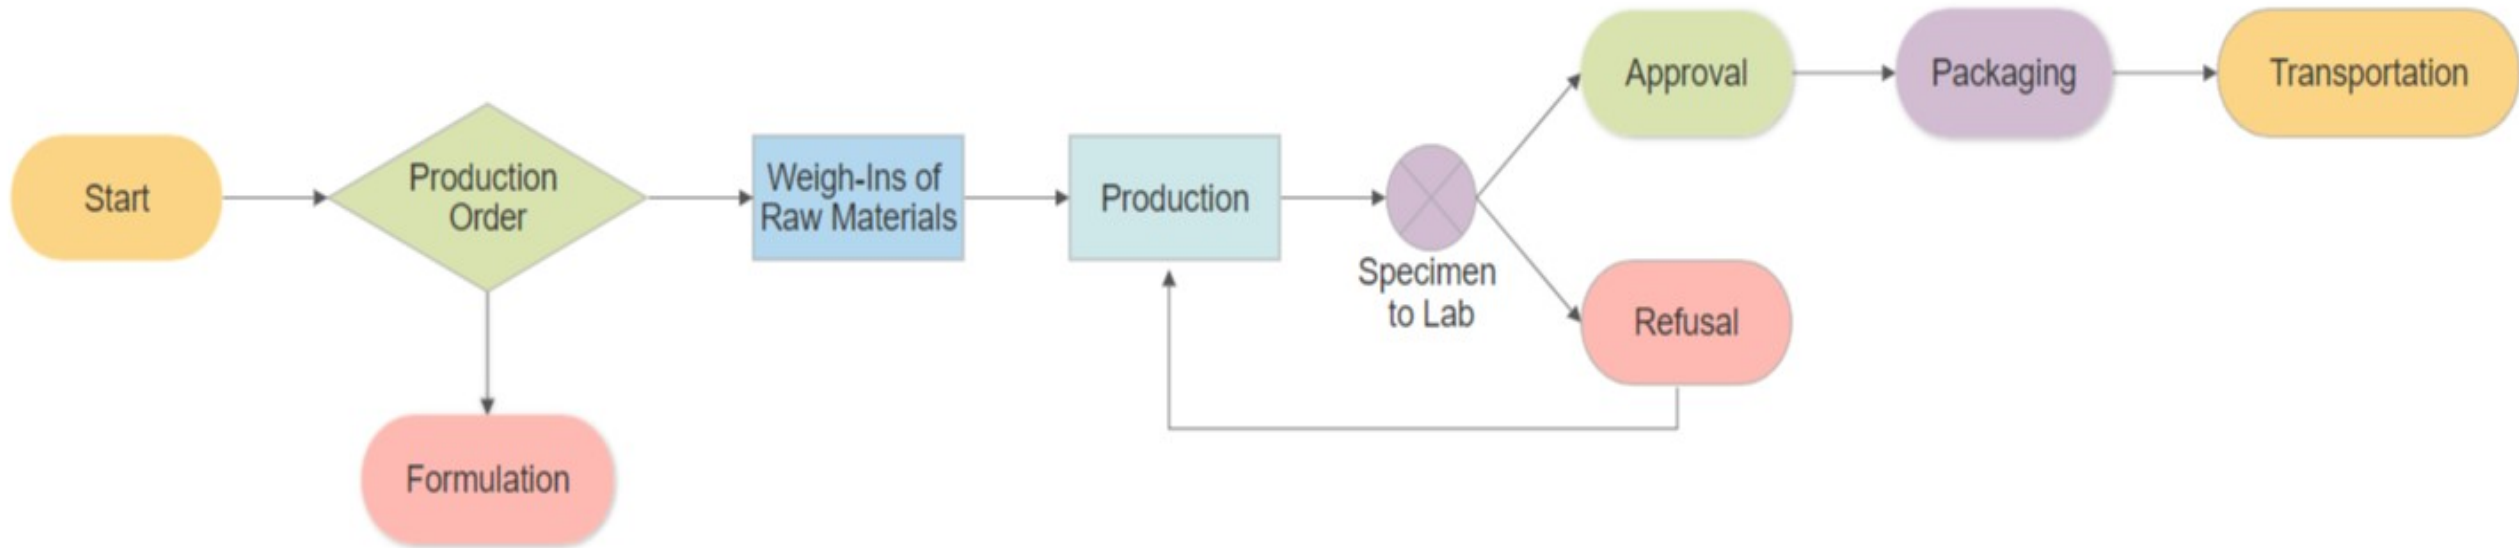 Start
Production
Order
Formulation
Weigh-Ins of
Raw Materials
Production
Specimen
to Lab
Approval
Packaging
Transportation
Refusal